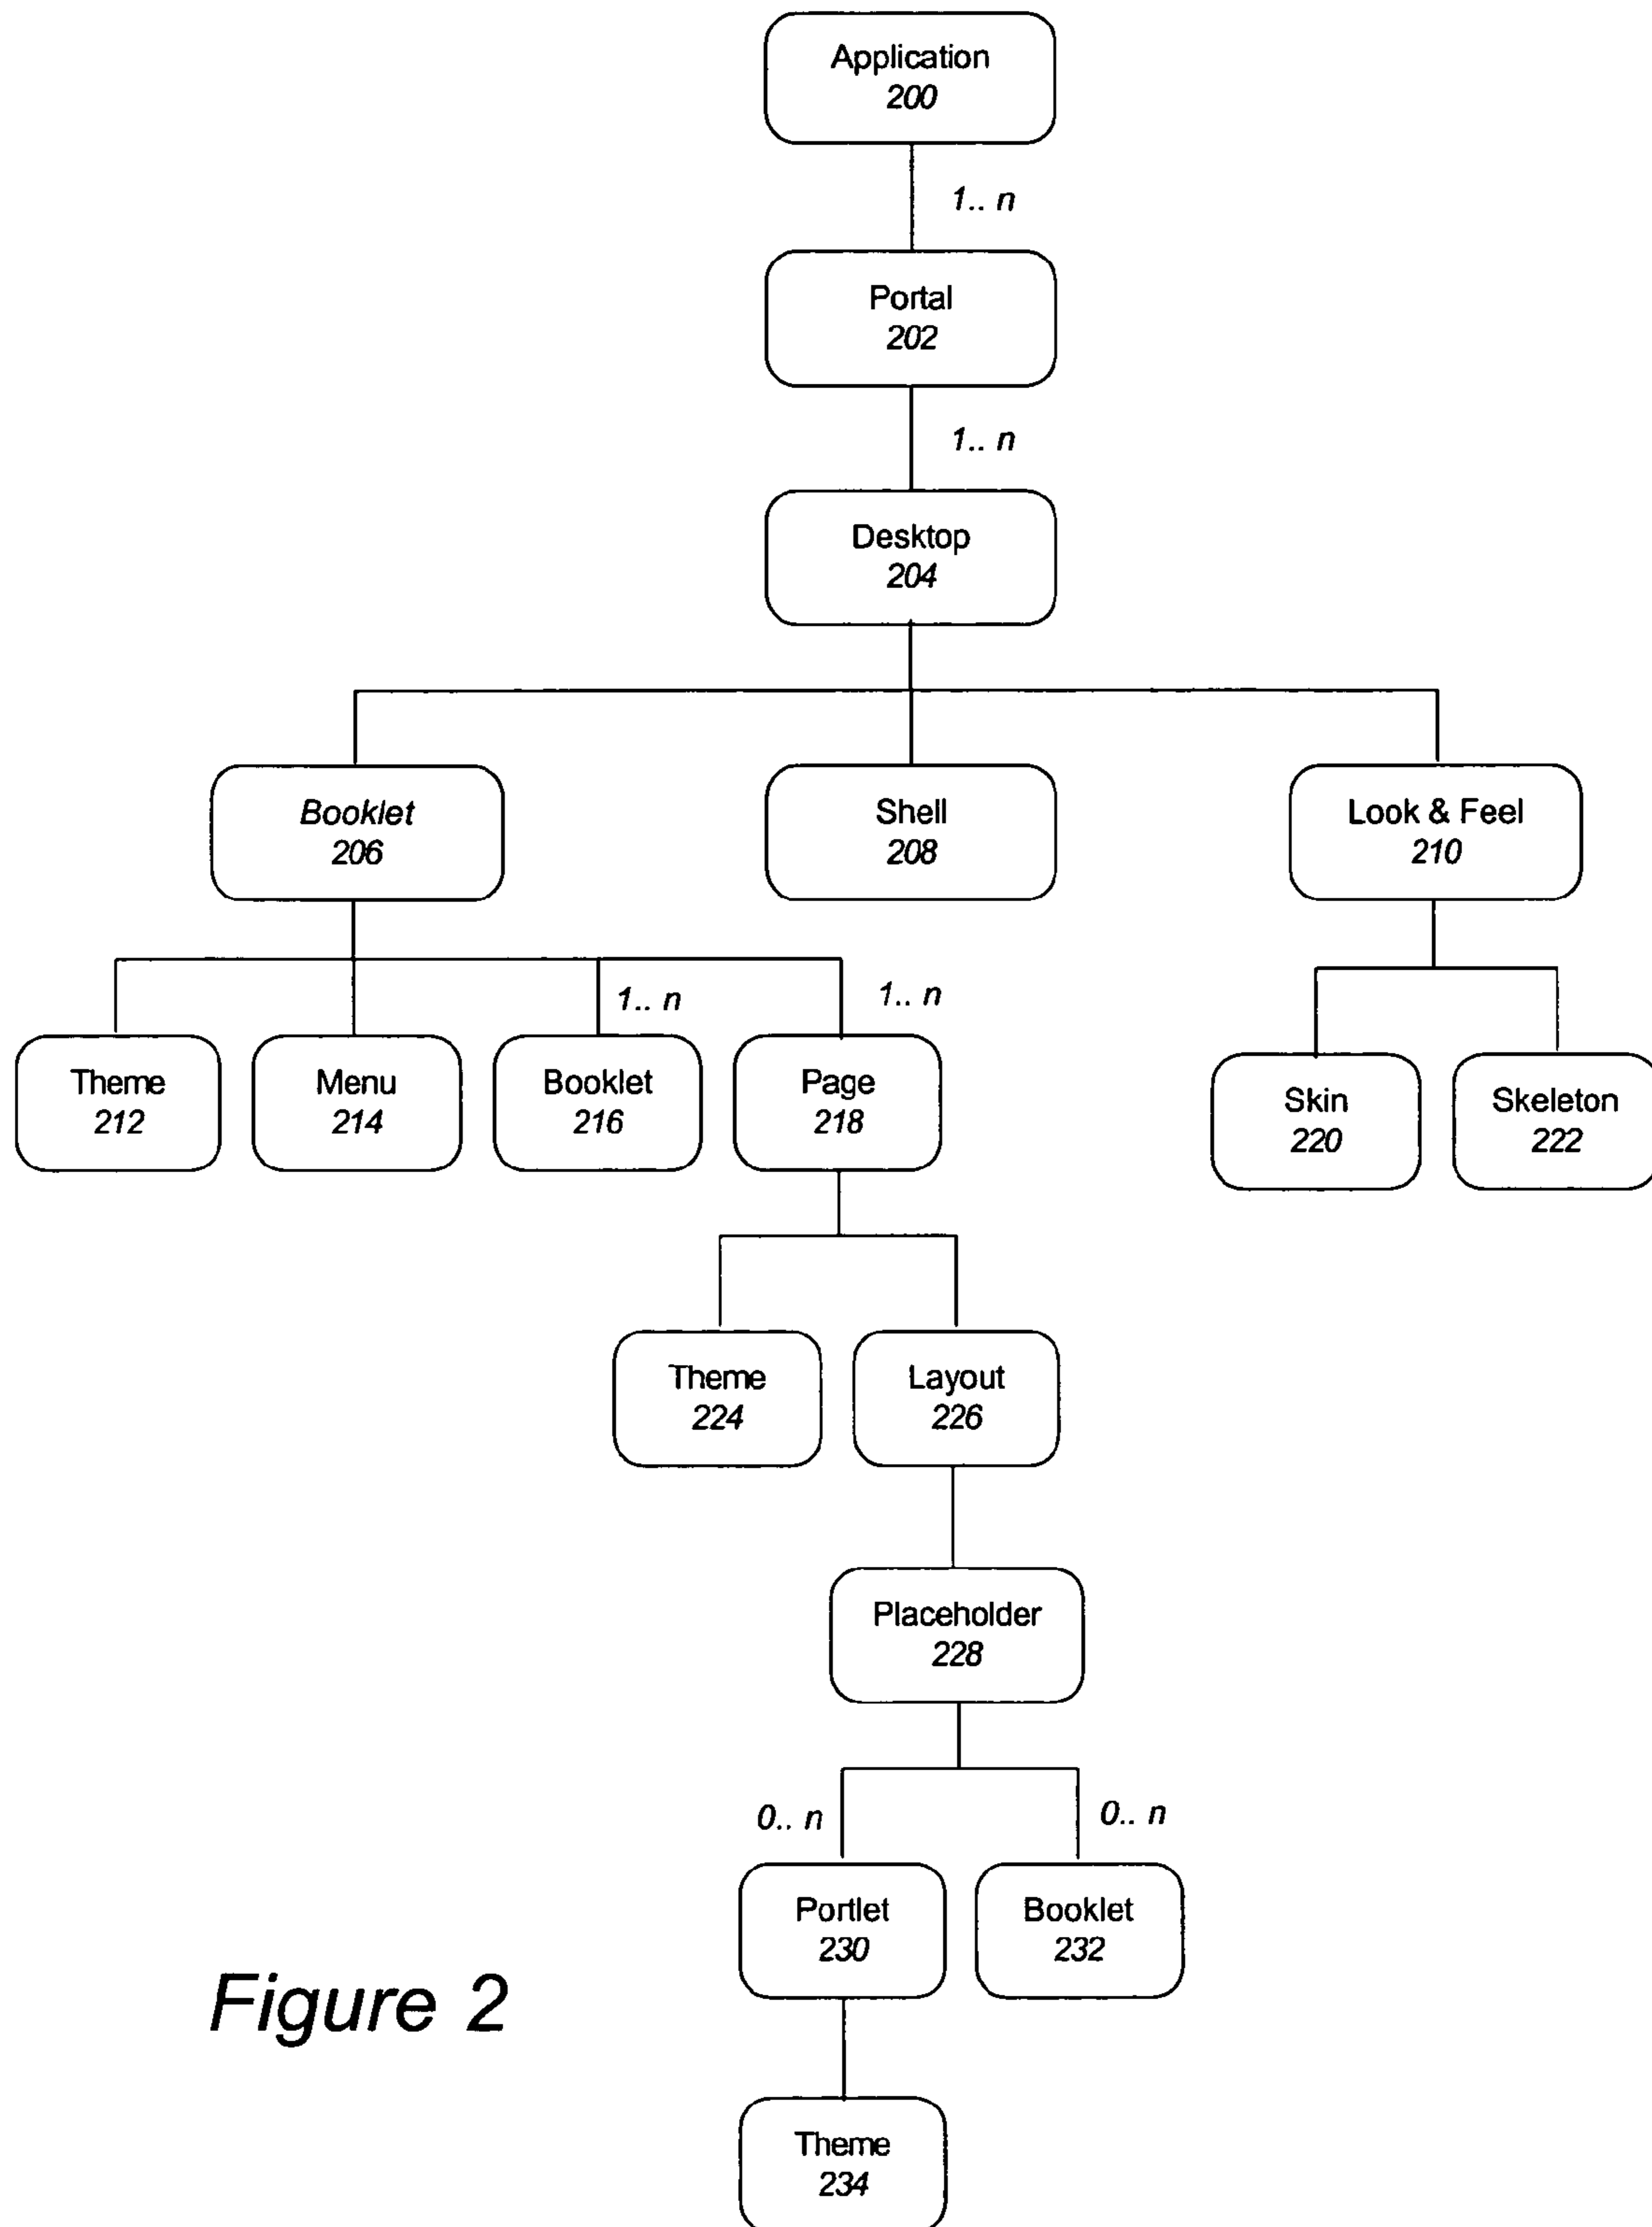 Application
200
1.. n
Portal
202
1.. n
Desktop
204
Booklet
206
Shell
208
Look & Feel
210
1.. n
1.. n
Theme
212
Menu
214
Booklet
216
Page
218
Skin
220
Skeleton
222
Theme
224
Layout
226
Placeholder
228
0.. n
0.. n
Portlet
230
Booklet
232
Figure 2
Theme
234